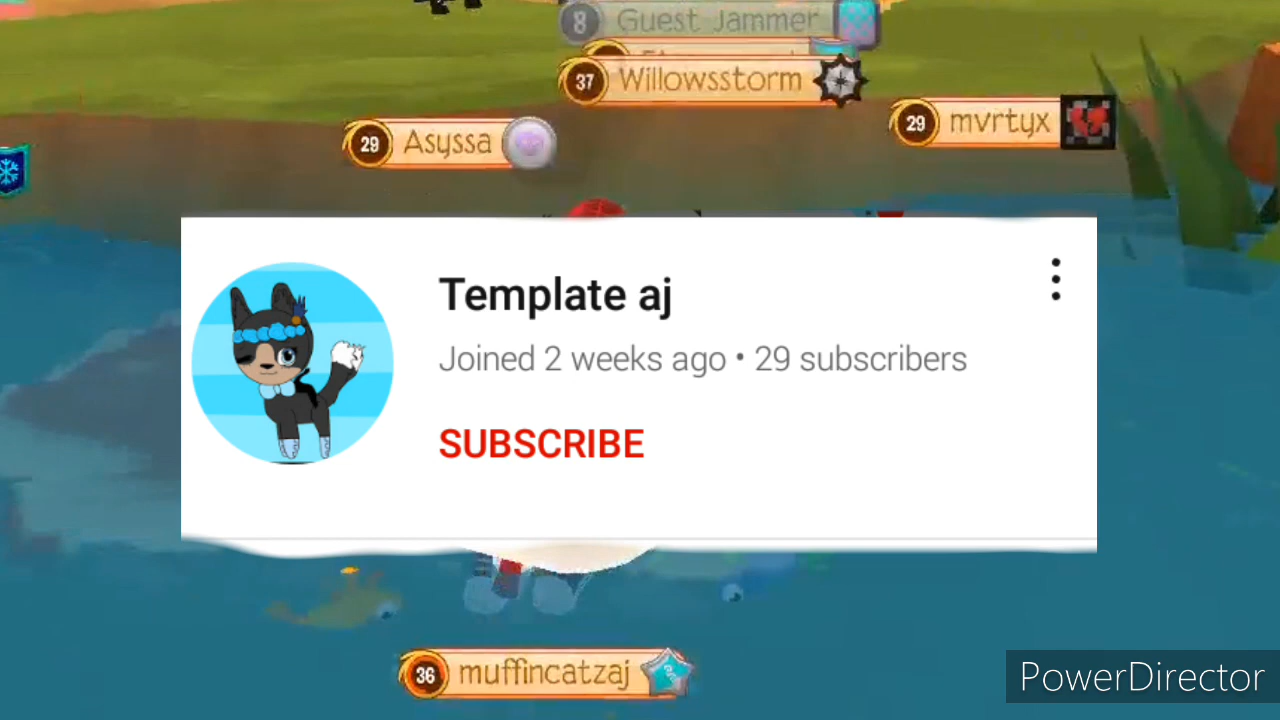 8 Guest Jammer
37 Willowsstorm
29 mvrtyx
29 Asyssa
Template aj
Joined 2 weeks ago • 29 subscribers
SUBSCRIBE
36 muffincatzaj
PowerDirector